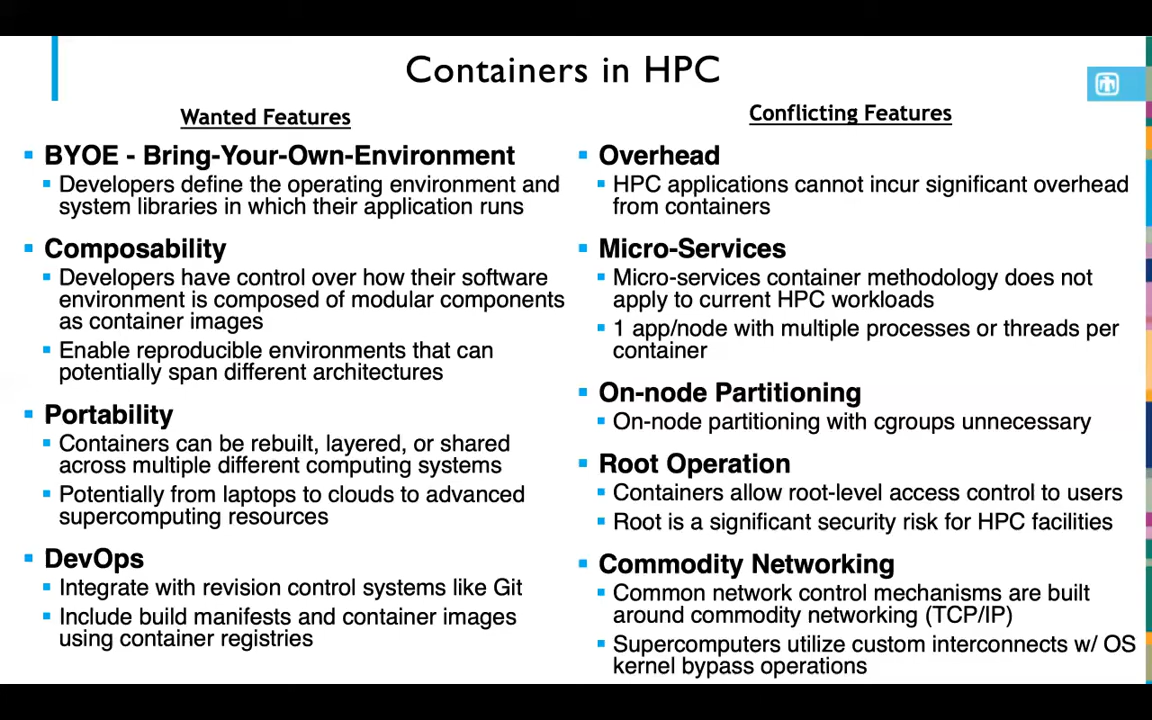 Containers in HPC
Wanted Features
BYOE - Bring-Your-Own-Environment
Developers define the operating environment and
system libraries in which their application runs
Composability
Developers have control over how their software
environment is composed of modular components
as container images
Enable reproducible environments that can
potentially span different architectures
Portability
Containers can be rebuilt, layered, or shared
across multiple different computing systems
Potentially from laptops to clouds to advanced
supercomputing resources
DevOps
Integrate with revision control systems like Git
Include build manifests and container images
using container registries
Conflicting Features
Overhead
HPC applications cannot incur significant overhead
from containers
Micro-Services
Micro-services container methodology does not
apply to current HPC workloads
1 app/node with multiple processes or threads per
container
On-node Partitioning
On-node partitioning with cgroups unnecessary
Root Operation
Containers allow root-level access control to users
Root is a significant security risk for HPC facilities
Commodity Networking
Common network control mechanisms are built
around commodity networking (TCP/IP)
Supercomputers utilize custom interconnects w/ OS
kernel bypass operations